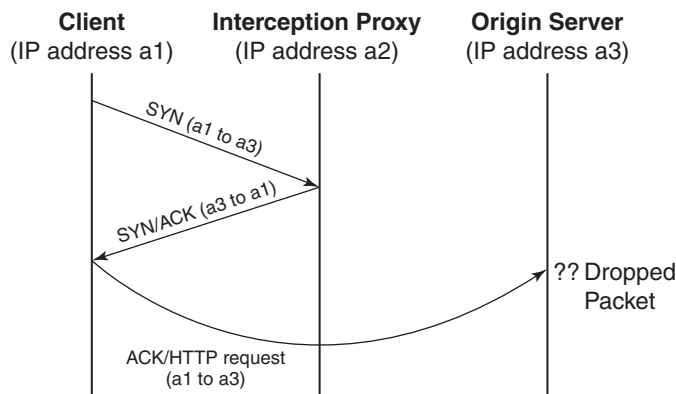 Client
(IP address a1)
Interception Proxy
(IP address a2)
Origin Server
(IP address a3)
SYN (a1 to a3)
SYN/ACK (a3 to a1)
?? Dropped
Packet
ACK/HTTP request
(a1 to a3)